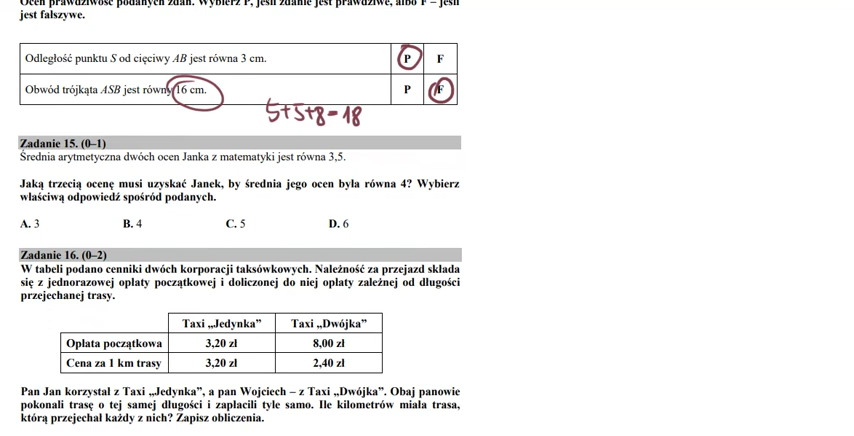 Oceń prawdziwość podanych zdań. Wybierz P, jeśli zdanie jest prawdziwe, albo F – jeśli
jest fałszywe.
Odległość punktu S od cięciwy AB jest równa 3 cm. P F
Obwód trójkąta ASB jest równy 16 cm. P F
5+5+8=18
Zadanie 15. (0–1)
Średnia arytmetyczna dwóch ocen Janka z matematyki jest równa 3,5.
Jaką trzecią ocenę musi uzyskać Janek, by średnia jego ocen była równa 4? Wybierz
właściwą odpowiedź spośród podanych.
A. 3 B. 4 C. 5 D. 6
Zadanie 16. (0–2)
W tabeli podano cenniki dwóch korporacji taksówkowych. Należność za przejazd składa
się z jednorazowej opłaty początkowej i doliczonej do niej opłaty zależnej od długości
przejechanej trasy.
Taxi „Jedynka” Taxi „Dwójka”
Opłata początkowa 3,20 zł 8,00 zł
Cena za 1 km trasy 3,20 zł 2,40 zł
Pan Jan korzystał z Taxi „Jedynka”, a pan Wojciech – z Taxi „Dwójka”. Obaj panowie
pokonali trasę o tej samej długości i zapłacili tyle samo. Ile kilometrów miała trasa,
którą przejechał każdy z nich? Zapisz obliczenia.